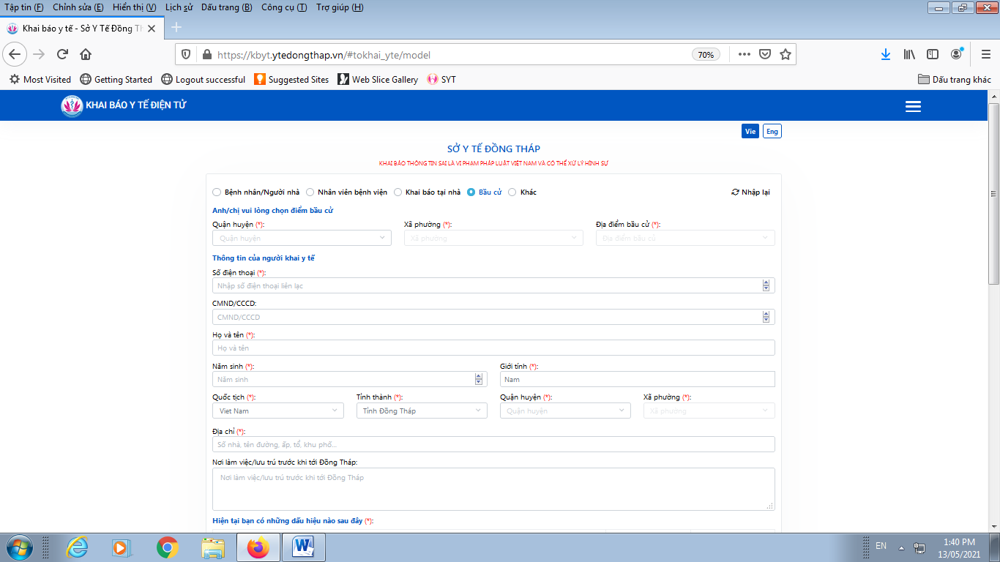 Tập tin (F) Chỉnh sửa (E) Hiển thị (V) Lịch sử Dấu trang (B) Công cụ (T) Trợ giúp (H)
Khai báo y tế - Sở Y Tế Đồng Th
https://kbyt.ytedongthap.vn/#tokhai_yte/model 70%
Most Visited Getting Started Logout successful Suggested Sites Web Slice Gallery SYT Dấu trang khác
KHAI BÁO Y TẾ ĐIỆN TỬ
Vie Eng
SỞ Y TẾ ĐỒNG THÁP
KHAI BÁO THÔNG TIN SAI LÀ VI PHẠM PHÁP LUẬT VIỆT NAM VÀ CÓ THỂ XỬ LÝ HÌNH SỰ
Bệnh nhân/Người nhà Nhân viên bệnh viện Khai báo tại nhà Bầu cử Khác Nhập lại
Anh/chị vui lòng chọn điểm bầu cử
Quận huyện (*): Xã phường (*): Địa điểm bầu cử (*):
Quận huyện Xã phường Địa điểm bầu cử
Thông tin của người khai y tế
Số điện thoại (*):
Nhập số điện thoại liên lạc
CMND/CCCD:
CMND/CCCD
Họ và tên (*):
Họ và tên
Năm sinh (*): Giới tính (*):
Năm sinh Nam
Quốc tịch (*): Tỉnh thành (*): Quận huyện (*): Xã phường (*):
Viet Nam Tỉnh Đồng Tháp Quận huyện Xã phường
Địa chỉ (*):
Số nhà, tên đường, ấp, tổ, khu phố...
Nơi làm việc/lưu trú trước khi tới Đồng Tháp:
Nơi làm việc/lưu trú trước khi tới Đồng Tháp
Hiện tại bạn có những dấu hiệu nào sau đây (*):
EN 1:40 PM
13/05/2021